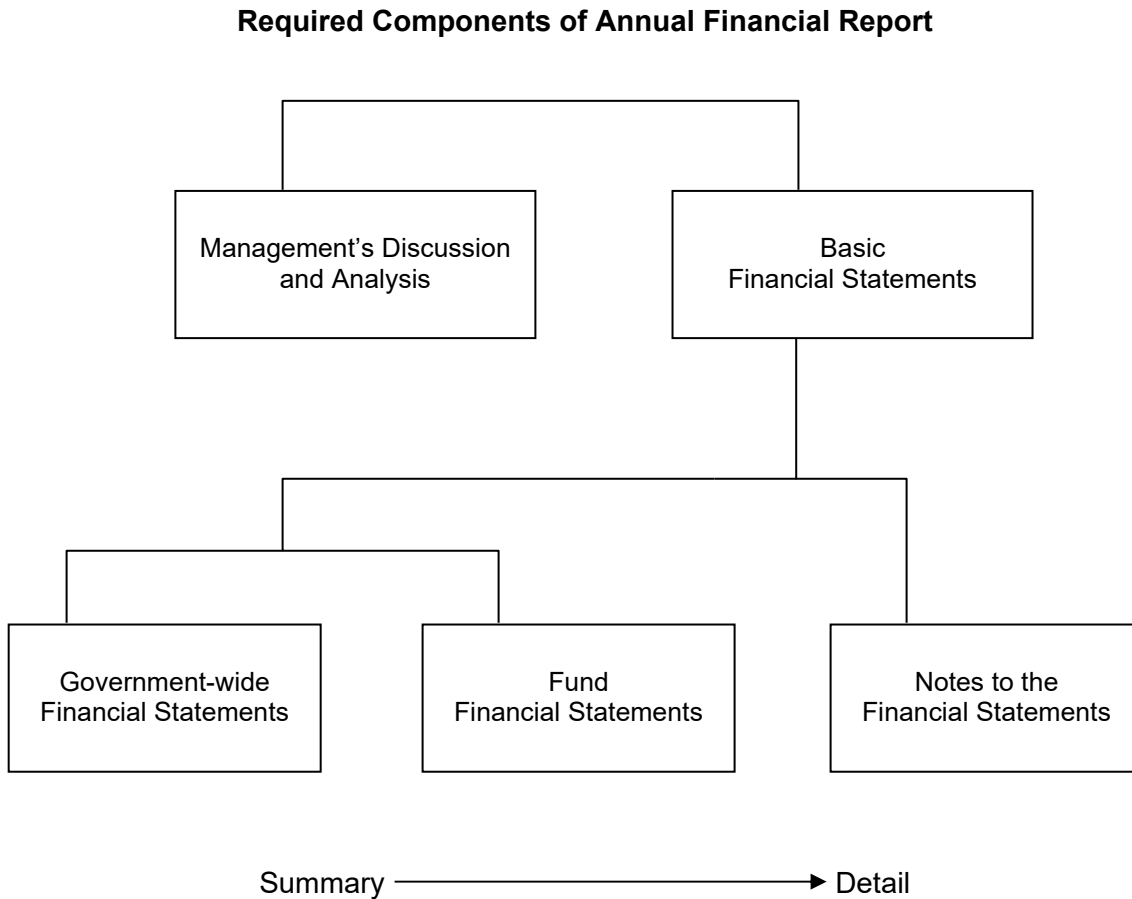 Required Components of Annual Financial Report
Management’s Discussion
and Analysis
Basic
Financial Statements
Government-wide
Financial Statements
Fund
Financial Statements
Notes to the
Financial Statements
Summary
Detail